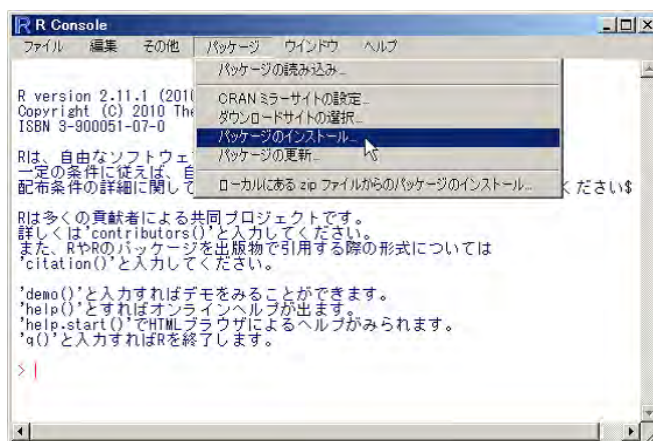 R Console
ファイル 編集 その他 パッケージ ウインドウ ヘルプ
パッケージの読み込み...
CRANミラーサイトの設定...
ダウンロードサイトの選択...
パッケージのインストール...
パッケージの更新...
ローカルにある zip ファイルからのパッケージのインストール...
R version 2.11.1 (201
Copyright (C) 2010 The
ISBN 3-900051-07-0
Rは、自由なソフトウェ
一定の条件に従えば、自
配布条件の詳細に関して
ください$
Rは多くの貢献者による共同プロジェクトです。
詳しくは'contributors()'と入力してください。
また、RやRのパッケージを出版物で引用する際の形式については
'citation()'と入力してください。
'demo()'と入力すればデモをみることができます。
'help()'とすればオンラインヘルプが出ます。
'help.start()'でHTMLブラウザによるヘルプがみられます。
'q()'と入力すればRを終了します。
>